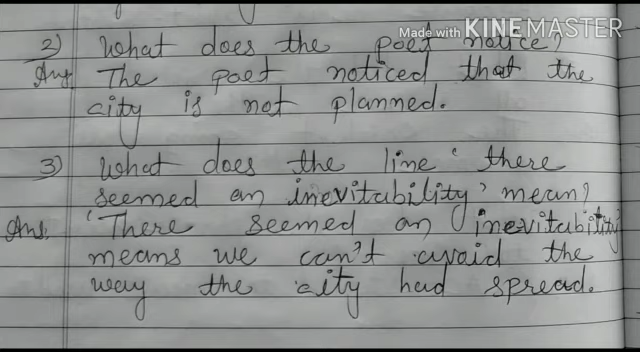 Made with KINEMASTER
2) What does the poet notice?
Ans. The poet noticed that the
city is not planned.
3) What does the line 'there
seemed an inevitability' mean?
Ans. 'There seemed an inevitability'
means we can't avoid the
way the city had spread.